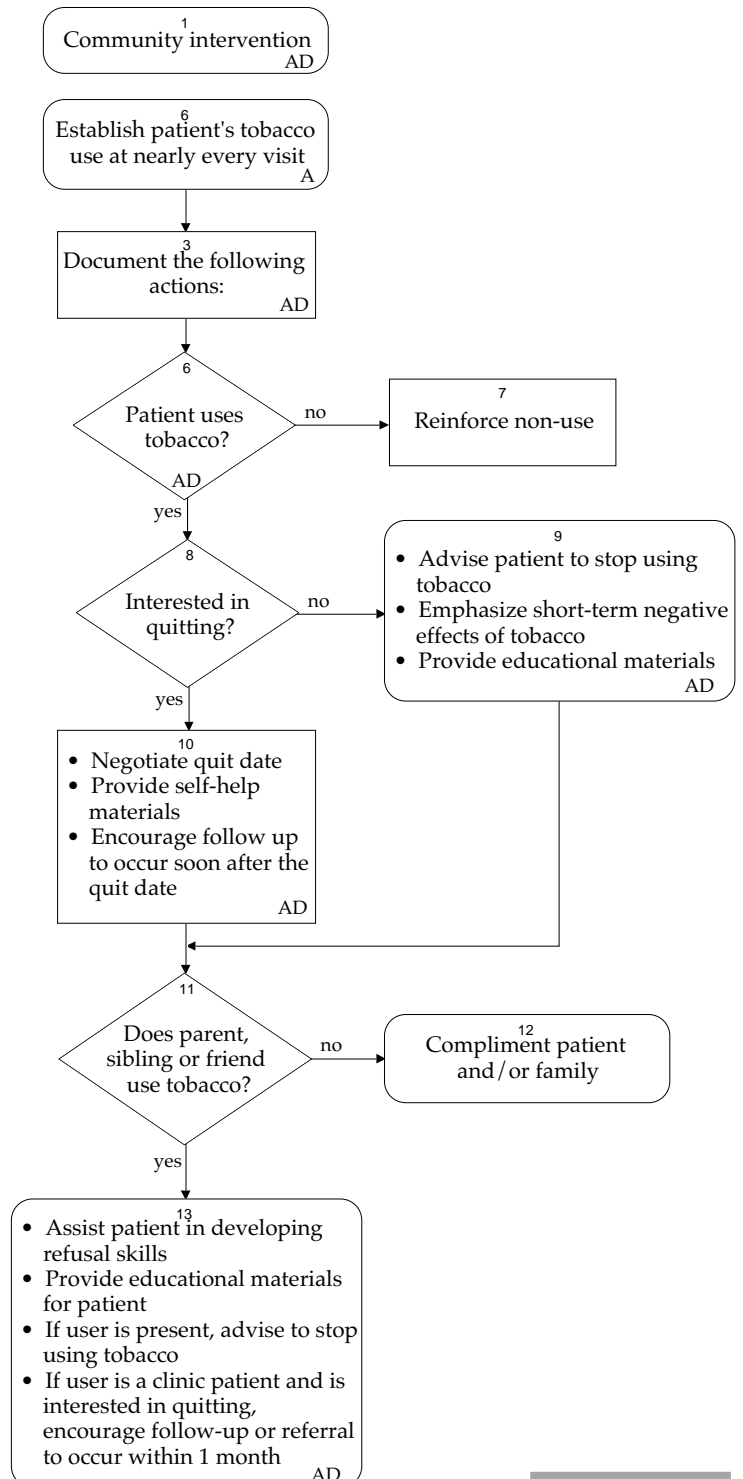 1
Community intervention
AD
6
Establish patient's tobacco
use at nearly every visit
A
3
Document the following
actions:
AD
6
Patient uses
tobacco?
AD
no
7
Reinforce non-use
yes
8
Interested in
quitting?
no
9
• Advise patient to stop using
tobacco
• Emphasize short-term negative
effects of tobacco
• Provide educational materials
AD
yes
10
• Negotiate quit date
• Provide self-help
materials
• Encourage follow up
to occur soon after the
quit date
AD
11
Does parent,
sibling or friend
use tobacco?
no
12
Compliment patient
and/or family
yes
13
• Assist patient in developing
refusal skills
• Provide educational materials
for patient
• If user is present, advise to stop
using tobacco
• If user is a clinic patient and is
interested in quitting,
encourage follow-up or referral
to occur within 1 month
AD